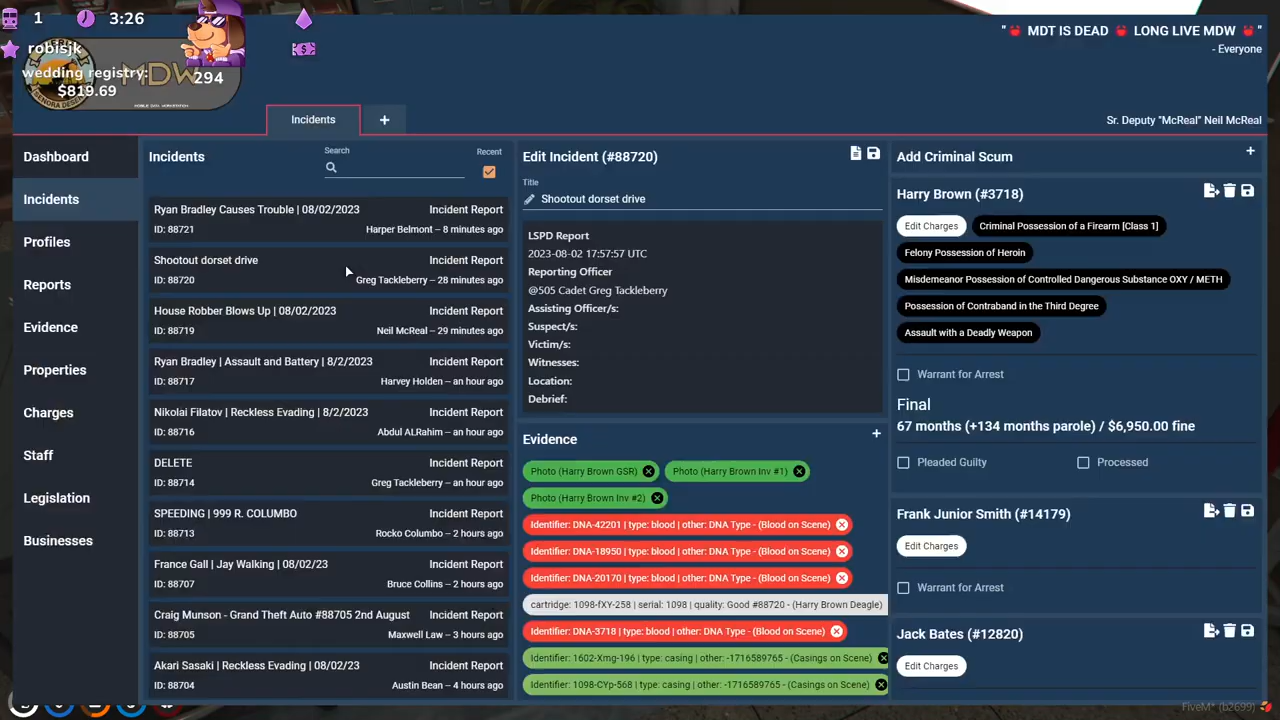 1 3:26
robisjk
wedding registry:
$819.69
294
MDW
" MDT IS DEAD LONG LIVE MDW "
- Everyone
Incidents +
Sr. Deputy "McReal" Neil McReal
Dashboard
Incidents
Profiles
Reports
Evidence
Properties
Charges
Staff
Legislation
Businesses
Incidents
Search
Recent
Ryan Bradley Causes Trouble | 08/02/2023 Incident Report
ID: 88721 Harper Belmont – 8 minutes ago
Shootout dorset drive Incident Report
ID: 88720 Greg Tackleberry – 28 minutes ago
House Robber Blows Up | 08/02/2023 Incident Report
ID: 88719 Neil McReal – 29 minutes ago
Ryan Bradley | Assault and Battery | 8/2/2023 Incident Report
ID: 88717 Harvey Holden – an hour ago
Nikolai Filatov | Reckless Evading | 8/2/2023 Incident Report
ID: 88716 Abdul ALRahim – an hour ago
DELETE Incident Report
ID: 88714 Greg Tackleberry – an hour ago
SPEEDING | 999 R. COLUMBO Incident Report
ID: 88713 Rocko Columbo – 2 hours ago
France Gall | Jay Walking | 08/02/23 Incident Report
ID: 88707 Bruce Collins – 2 hours ago
Craig Munson - Grand Theft Auto #88705 2nd August Incident Report
ID: 88705 Maxwell Law – 3 hours ago
Akari Sasaki | Reckless Evading | 08/02/23 Incident Report
ID: 88704 Austin Bean – 4 hours ago
Edit Incident (#88720)
Title
Shootout dorset drive
LSPD Report
2023-08-02 17:57:57 UTC
Reporting Officer
@505 Cadet Greg Tackleberry
Assisting Officer/s:
Suspect/s:
Victim/s:
Witnesses:
Location:
Debrief:
Evidence +
Photo (Harry Brown GSR) Photo (Harry Brown Inv #1)
Photo (Harry Brown Inv #2)
Identifier: DNA-42201 | type: blood | other: DNA Type - (Blood on Scene)
Identifier: DNA-18950 | type: blood | other: DNA Type - (Blood on Scene)
Identifier: DNA-20170 | type: blood | other: DNA Type - (Blood on Scene)
cartridge: 1098-fXY-258 | serial: 1098 | quality: Good #88720 - (Harry Brown Deagle)
Identifier: DNA-3718 | type: blood | other: DNA Type - (Blood on Scene)
Identifier: 1602-Xmg-196 | type: casing | other: -1716589765 - (Casings on Scene)
Identifier: 1098-CYp-568 | type: casing | other: -1716589765 - (Casings on Scene)
Add Criminal Scum +
Harry Brown (#3718)
Edit Charges Criminal Possession of a Firearm [Class 1]
Felony Possession of Heroin
Misdemeanor Possession of Controlled Dangerous Substance OXY / METH
Possession of Contraband in the Third Degree
Assault with a Deadly Weapon
Warrant for Arrest
Final
67 months (+134 months parole) / $6,950.00 fine
Pleaded Guilty Processed
Frank Junior Smith (#14179)
Edit Charges
Warrant for Arrest
Jack Bates (#12820)
Edit Charges
FiveM* (b2699)